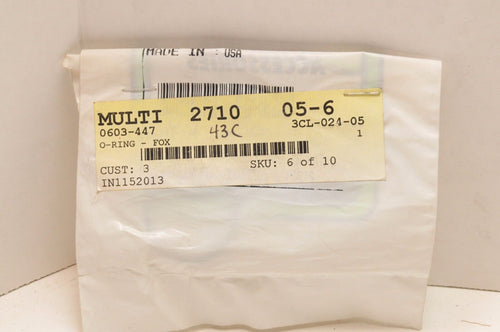 MADE IN : USA
MULTI 2710 05-6
0603-447 43C 3CL-024-05
O-RING - FOX 1
CUST: 3 SKU: 6 of 10
IN1152013